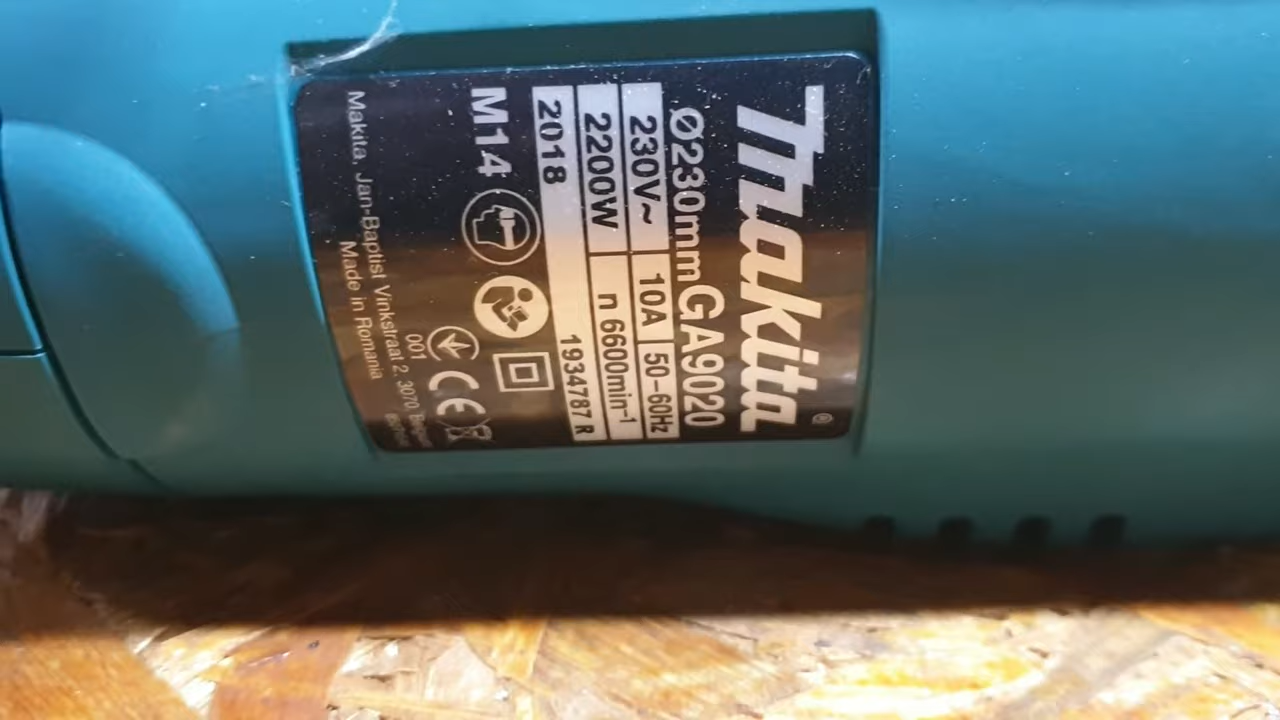 Makita®
Ø230mm GA9020
230V~ 10A 50-60Hz
2200W n 6600min-1
2018 1934787 R
M14
001 CE
Makita, Jan-Baptist Vinkstraat 2, 3070
Made in Romania